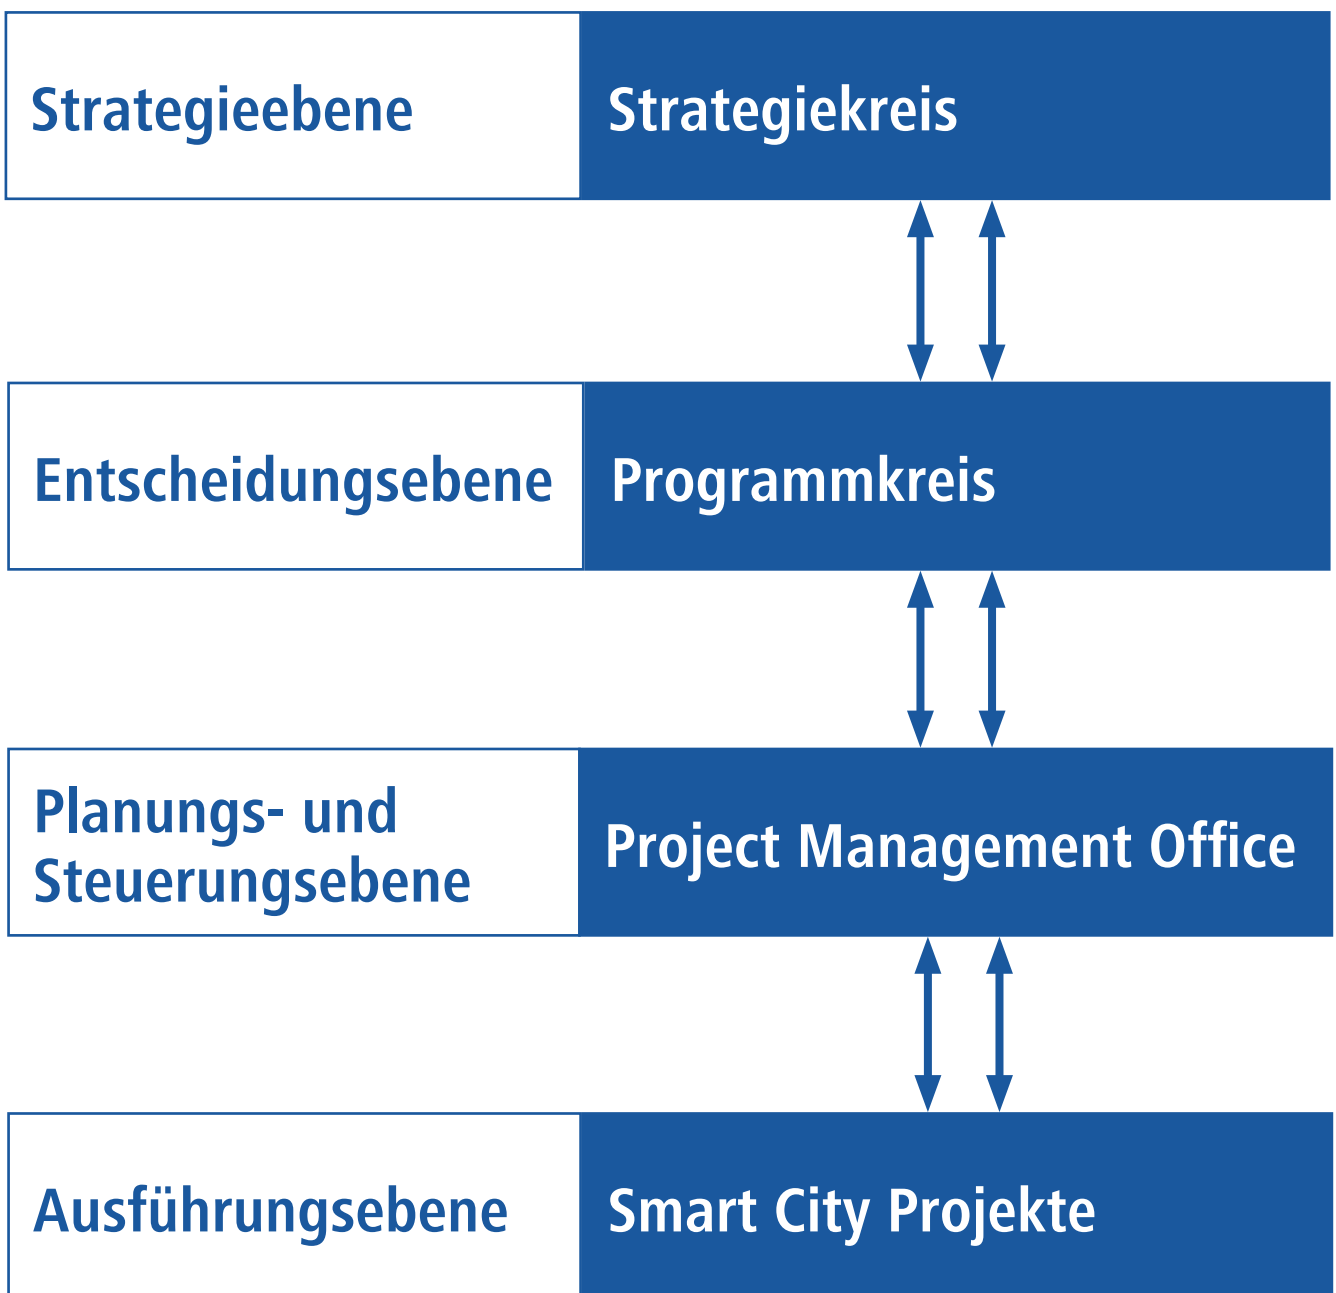 Strategieebene
Strategiekreis
Entscheidungsebene
Programmkreis
Planungs- und
Steuerungsebene
Project Management Office
Ausführungsebene
Smart City Projekte